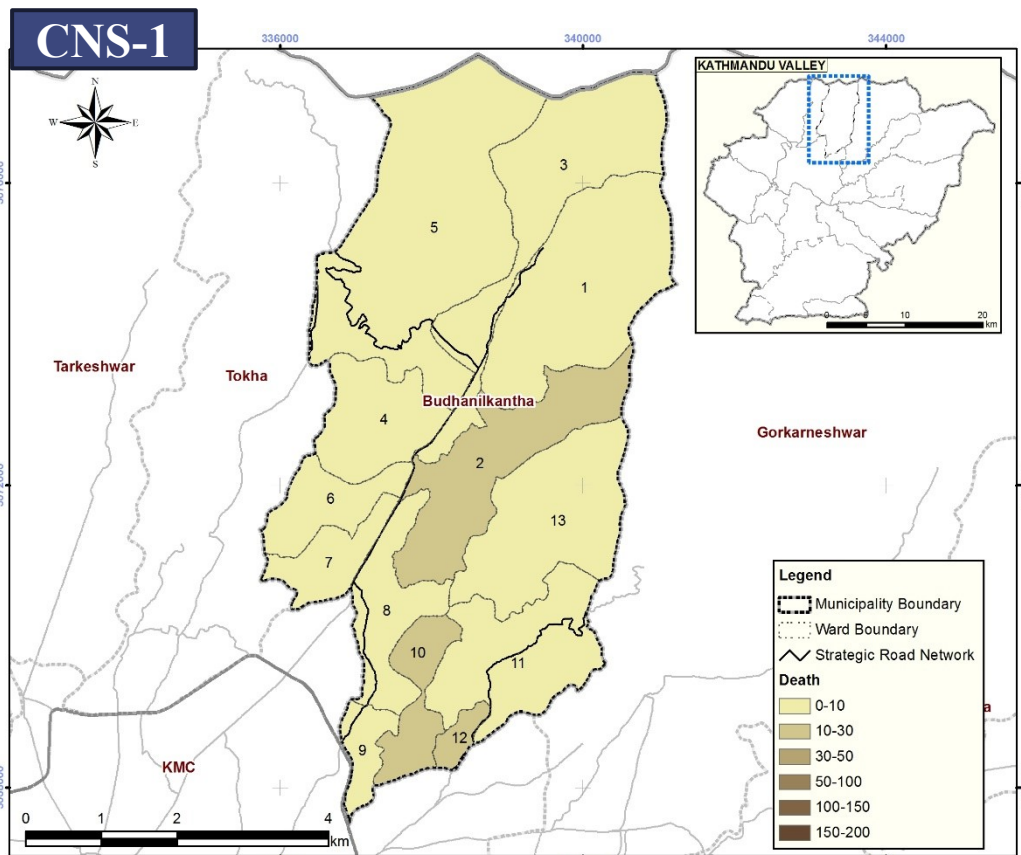 CNS-1
336000
340000
344000
N
W
E
S
KATHMANDU VALLEY
0 5 10 20
km
3
5
1
Tarkeshwar
Tokha
Budhanilkantha
Gorkarneshwar
4
2
6
13
7
8
10
11
12
9
KMC
Legend
Municipality Boundary
Ward Boundary
Strategic Road Network
Death
0-10
10-30
30-50
50-100
100-150
150-200
a
0 1 2 4
km